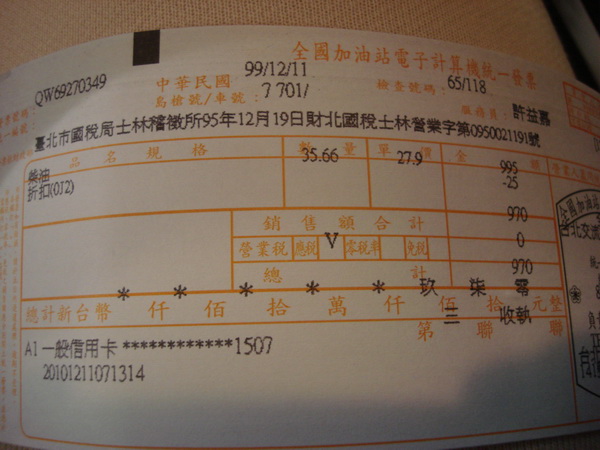 全國加油站電子計算機統一發票
QW69270349
中華民國 99/12/11 檢查號碼： 65/118
島槍號/車號： 7 701/ 服務員： 許益嘉
臺北市國稅局士林稽徵所95年12月19日財北國稅士林營業字第0950021191號
品名規格 數量 單價 金額
柴油 35.66 27.9 995
折扣(OJ2) -25
銷售額合計 970
營業稅 應稅 V 零稅率 免稅 0
總計 970
總計新台幣 * 仟 * 佰 * 拾 * 萬 * 仟 玖 佰 柒 拾 零 元整
第 三 聯 收執 聯
A1 一般信用卡 ************1507
20101211071314